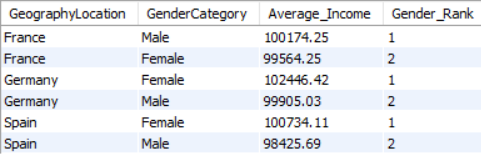 GeographyLocation GenderCategory Average_Income Gender_Rank
France Male 100174.25 1
France Female 99564.25 2
Germany Female 102446.42 1
Germany Male 99905.03 2
Spain Female 100734.11 1
Spain Male 98425.69 2